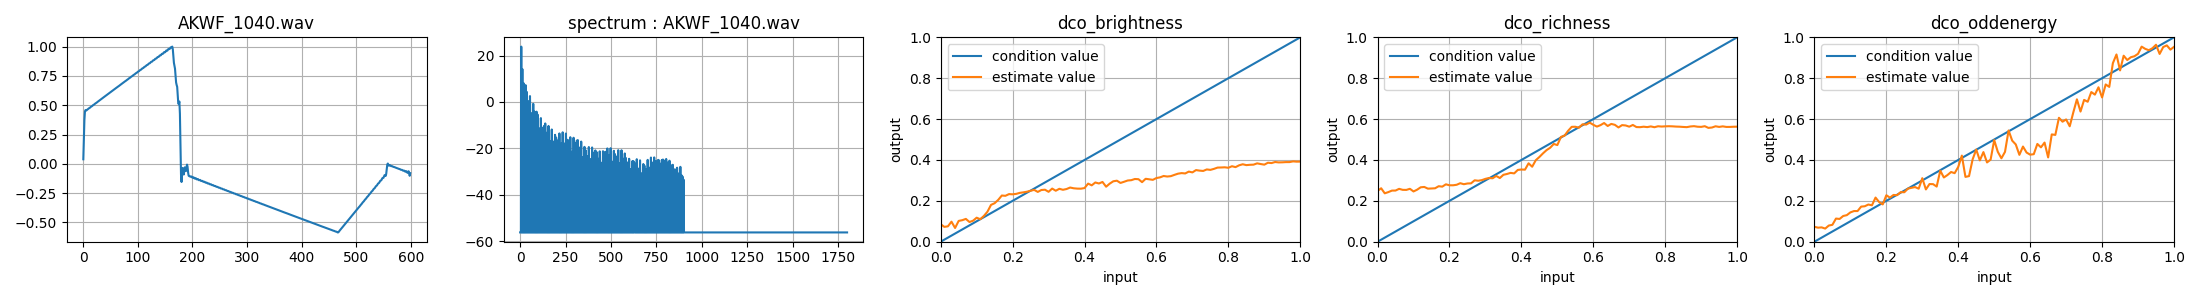 AKWF_1040.wav
1.00
0.75
0.50
0.25
0.00
−0.25
−0.50
0 100 200 300 400 500 600
spectrum : AKWF_1040.wav
20
0
−20
−40
−60
0 250 500 750 1000 1250 1500 1750
dco_brightness
condition value
estimate value
output
1.0
0.8
0.6
0.4
0.2
0.0
0.0 0.2 0.4 0.6 0.8 1.0
input
dco_richness
condition value
estimate value
output
1.0
0.8
0.6
0.4
0.2
0.0
0.0 0.2 0.4 0.6 0.8 1.0
input
dco_oddenergy
condition value
estimate value
output
1.0
0.8
0.6
0.4
0.2
0.0
0.0 0.2 0.4 0.6 0.8 1.0
input